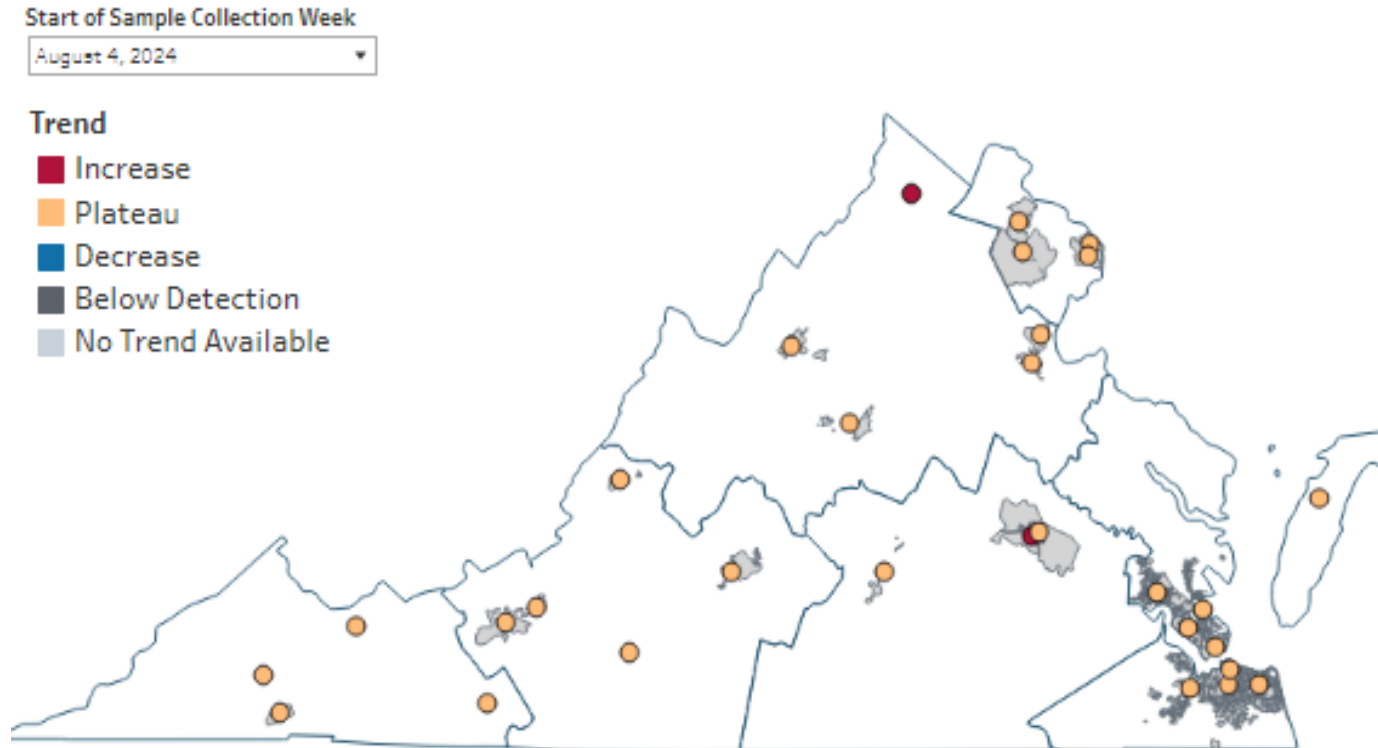 Start of Sample Collection Week
August 4, 2024
Trend
Increase
Plateau
Decrease
Below Detection
No Trend Available